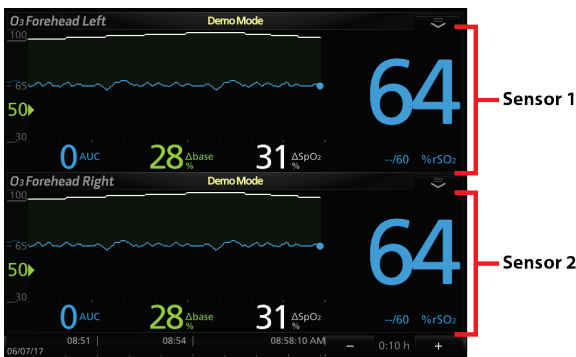 O3 Forehead Left Demo Mode
100
65
50
30
0 AUC 28 Δbase % 31 ΔSpO2 %
64
--/60 %rSO2
Sensor 1
O3 Forehead Right Demo Mode
100
65
50
30
0 AUC 28 Δbase % 31 ΔSpO2 %
64
--/60 %rSO2
Sensor 2
08:51 08:54 08:58:10 AM − 0:10 h +
06/07/17